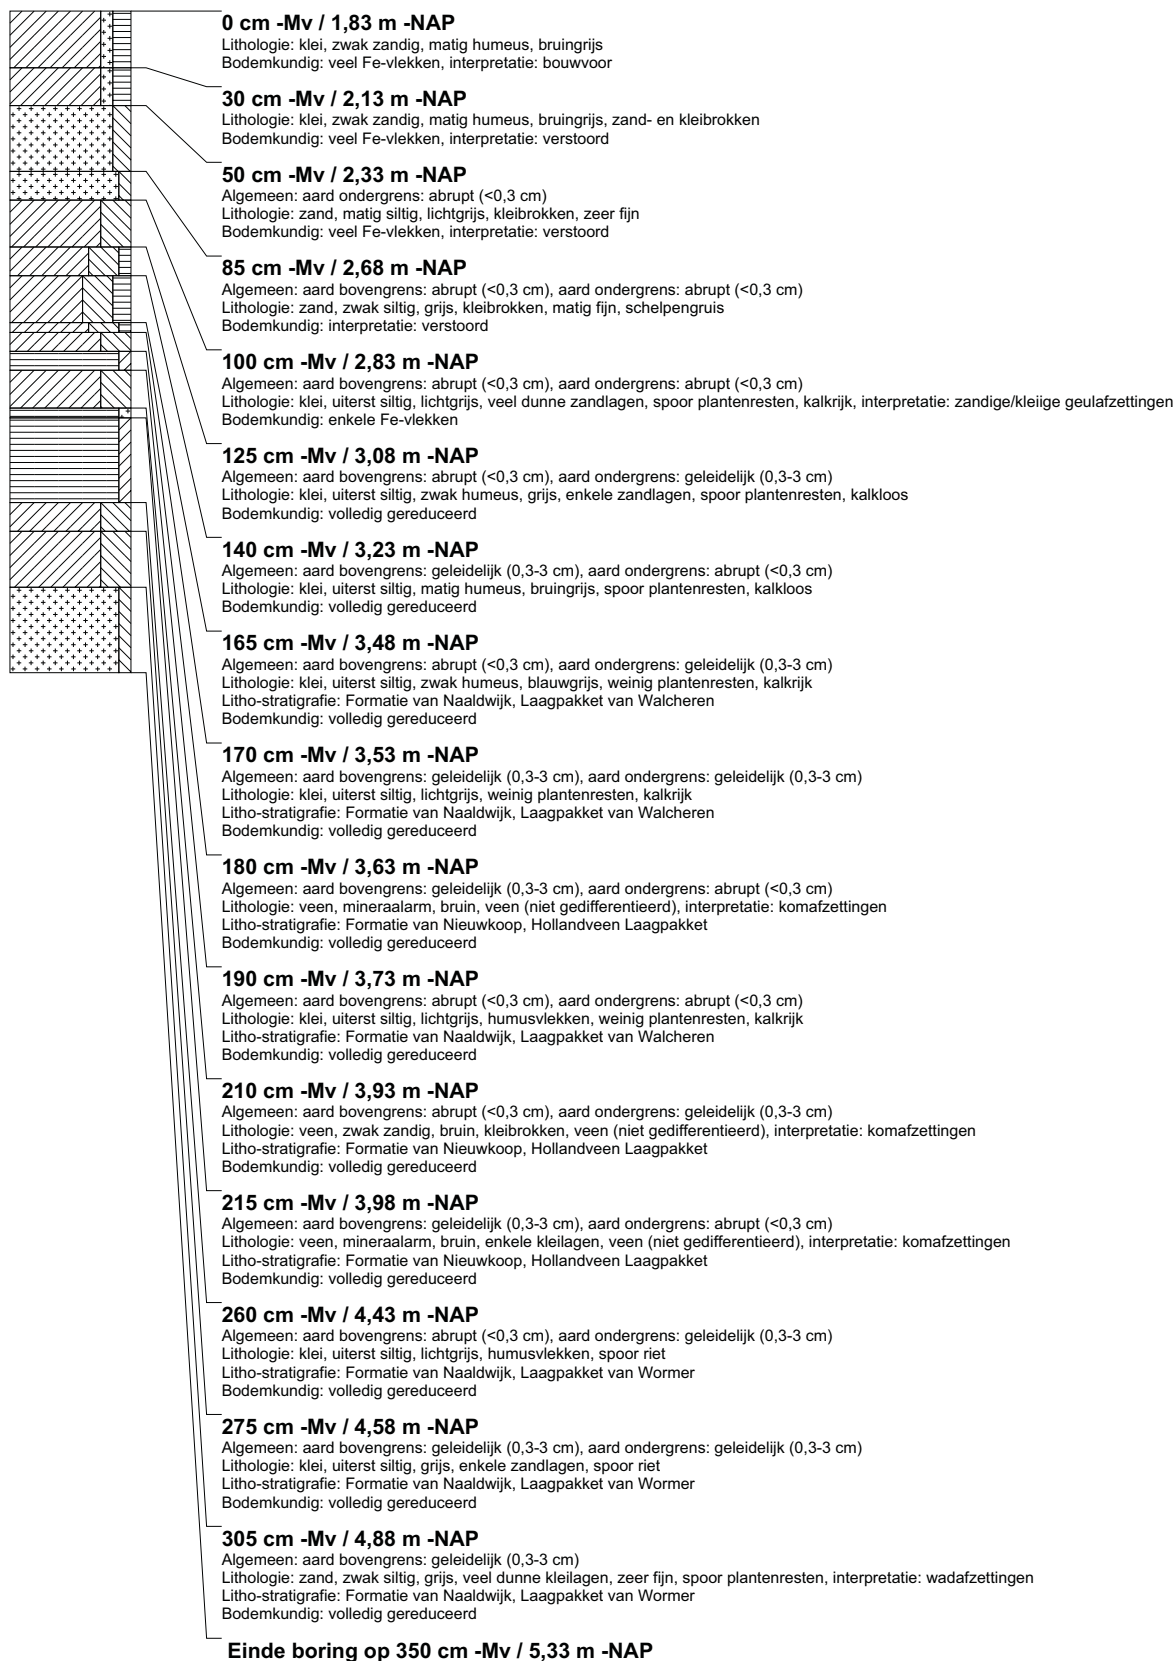 0 cm -Mv / 1,83 m -NAP
Lithologie: klei, zwak zandig, matig humeus, bruingrijs
Bodemkundig: veel Fe-vlekken, interpretatie: bouwvoor
30 cm -Mv / 2,13 m -NAP
Lithologie: klei, zwak zandig, matig humeus, bruingrijs, zand- en kleibrokken
Bodemkundig: veel Fe-vlekken, interpretatie: verstoord
50 cm -Mv / 2,33 m -NAP
Algemeen: aard ondergrens: abrupt (<0,3 cm)
Lithologie: zand, matig siltig, lichtgrijs, kleibrokken, zeer fijn
Bodemkundig: veel Fe-vlekken, interpretatie: verstoord
85 cm -Mv / 2,68 m -NAP
Algemeen: aard bovengrens: abrupt (<0,3 cm), aard ondergrens: abrupt (<0,3 cm)
Lithologie: zand, zwak siltig, grijs, kleibrokken, matig fijn, schelpengruis
Bodemkundig: interpretatie: verstoord
100 cm -Mv / 2,83 m -NAP
Algemeen: aard bovengrens: abrupt (<0,3 cm), aard ondergrens: abrupt (<0,3 cm)
Lithologie: klei, uiterst siltig, lichtgrijs, veel dunne zandlagen, spoor plantenresten, kalkrijk, interpretatie: zandige/kleiige geulafzettingen
Bodemkundig: enkele Fe-vlekken
125 cm -Mv / 3,08 m -NAP
Algemeen: aard bovengrens: abrupt (<0,3 cm), aard ondergrens: geleidelijk (0,3-3 cm)
Lithologie: klei, uiterst siltig, zwak humeus, grijs, enkele zandlagen, spoor plantenresten, kalkloos
Bodemkundig: volledig gereduceerd
140 cm -Mv / 3,23 m -NAP
Algemeen: aard bovengrens: geleidelijk (0,3-3 cm), aard ondergrens: abrupt (<0,3 cm)
Lithologie: klei, uiterst siltig, matig humeus, bruingrijs, spoor plantenresten, kalkloos
Bodemkundig: volledig gereduceerd
165 cm -Mv / 3,48 m -NAP
Algemeen: aard bovengrens: abrupt (<0,3 cm), aard ondergrens: geleidelijk (0,3-3 cm)
Lithologie: klei, uiterst siltig, zwak humeus, blauwgrijs, weinig plantenresten, kalkrijk
Litho-stratigrafie: Formatie van Naaldwijk, Laagpakket van Walcheren
Bodemkundig: volledig gereduceerd
170 cm -Mv / 3,53 m -NAP
Algemeen: aard bovengrens: geleidelijk (0,3-3 cm), aard ondergrens: geleidelijk (0,3-3 cm)
Lithologie: klei, uiterst siltig, lichtgrijs, weinig plantenresten, kalkrijk
Litho-stratigrafie: Formatie van Naaldwijk, Laagpakket van Walcheren
Bodemkundig: volledig gereduceerd
180 cm -Mv / 3,63 m -NAP
Algemeen: aard bovengrens: geleidelijk (0,3-3 cm), aard ondergrens: abrupt (<0,3 cm)
Lithologie: veen, mineraalarm, bruin, veen (niet gedifferentieerd), interpretatie: komafzettingen
Litho-stratigrafie: Formatie van Nieuwkoop, Hollandveen Laagpakket
Bodemkundig: volledig gereduceerd
190 cm -Mv / 3,73 m -NAP
Algemeen: aard bovengrens: abrupt (<0,3 cm), aard ondergrens: abrupt (<0,3 cm)
Lithologie: klei, uiterst siltig, lichtgrijs, humusvlekken, weinig plantenresten, kalkrijk
Litho-stratigrafie: Formatie van Naaldwijk, Laagpakket van Walcheren
Bodemkundig: volledig gereduceerd
210 cm -Mv / 3,93 m -NAP
Algemeen: aard bovengrens: abrupt (<0,3 cm), aard ondergrens: geleidelijk (0,3-3 cm)
Lithologie: veen, zwak zandig, bruin, kleibrokken, veen (niet gedifferentieerd), interpretatie: komafzettingen
Litho-stratigrafie: Formatie van Nieuwkoop, Hollandveen Laagpakket
Bodemkundig: volledig gereduceerd
215 cm -Mv / 3,98 m -NAP
Algemeen: aard bovengrens: geleidelijk (0,3-3 cm), aard ondergrens: abrupt (<0,3 cm)
Lithologie: veen, mineraalarm, bruin, enkele kleilagen, veen (niet gedifferentieerd), interpretatie: komafzettingen
Litho-stratigrafie: Formatie van Nieuwkoop, Hollandveen Laagpakket
Bodemkundig: volledig gereduceerd
260 cm -Mv / 4,43 m -NAP
Algemeen: aard bovengrens: abrupt (<0,3 cm), aard ondergrens: geleidelijk (0,3-3 cm)
Lithologie: klei, uiterst siltig, lichtgrijs, humusvlekken, spoor riet
Litho-stratigrafie: Formatie van Naaldwijk, Laagpakket van Wormer
Bodemkundig: volledig gereduceerd
275 cm -Mv / 4,58 m -NAP
Algemeen: aard bovengrens: geleidelijk (0,3-3 cm), aard ondergrens: geleidelijk (0,3-3 cm)
Lithologie: klei, uiterst siltig, grijs, enkele zandlagen, spoor riet
Litho-stratigrafie: Formatie van Naaldwijk, Laagpakket van Wormer
Bodemkundig: volledig gereduceerd
305 cm -Mv / 4,88 m -NAP
Algemeen: aard bovengrens: geleidelijk (0,3-3 cm)
Lithologie: zand, zwak siltig, grijs, veel dunne kleilagen, zeer fijn, spoor plantenresten, interpretatie: wadafzettingen
Litho-stratigrafie: Formatie van Naaldwijk, Laagpakket van Wormer
Bodemkundig: volledig gereduceerd
Einde boring op 350 cm -Mv / 5,33 m -NAP